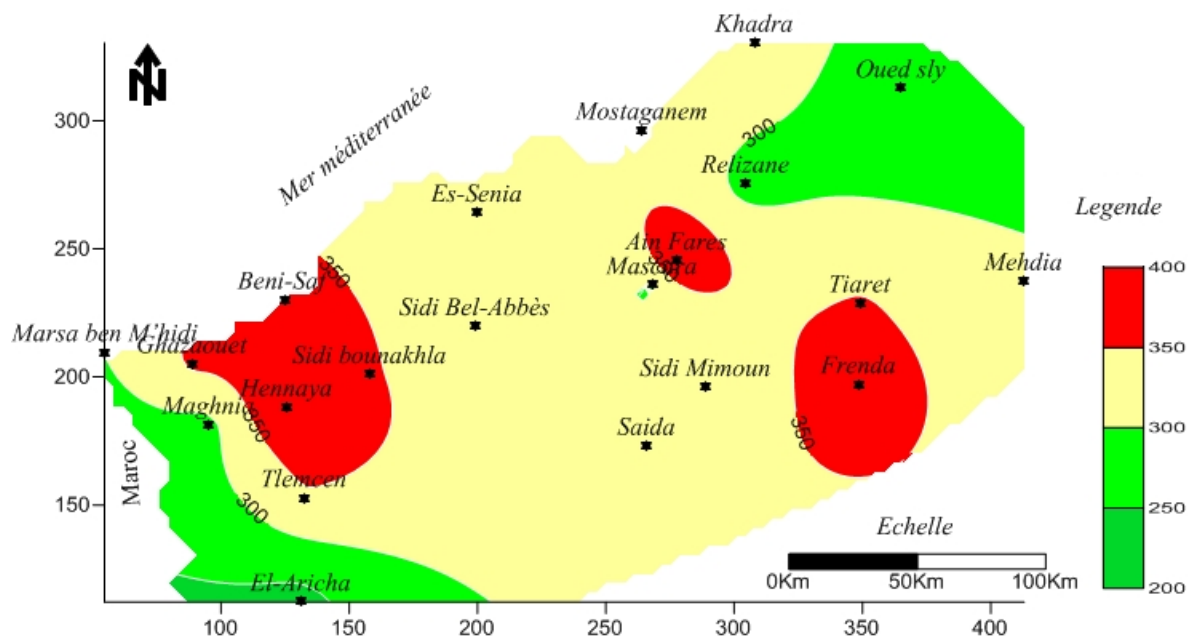 Khadra
Oued sly
N
Mostaganem
300
300
Mer méditerranée
Relizane
Es-Senia
Legende
250
Ain Fares
350
400
Mehdia
Mascara
Beni-Saf
350
Tiaret
Sidi Bel-Abbès
350
Marsa ben M'hidi
Ghazaouet
Sidi bounakhla
Frenda
200
Sidi Mimoun
Hennaya
Maghnia
350
300
Saida
350
Maroc
Tlemcen
150
300
250
Echelle
0Km
50Km
100Km
El-Aricha
200
100
150
200
250
300
350
400